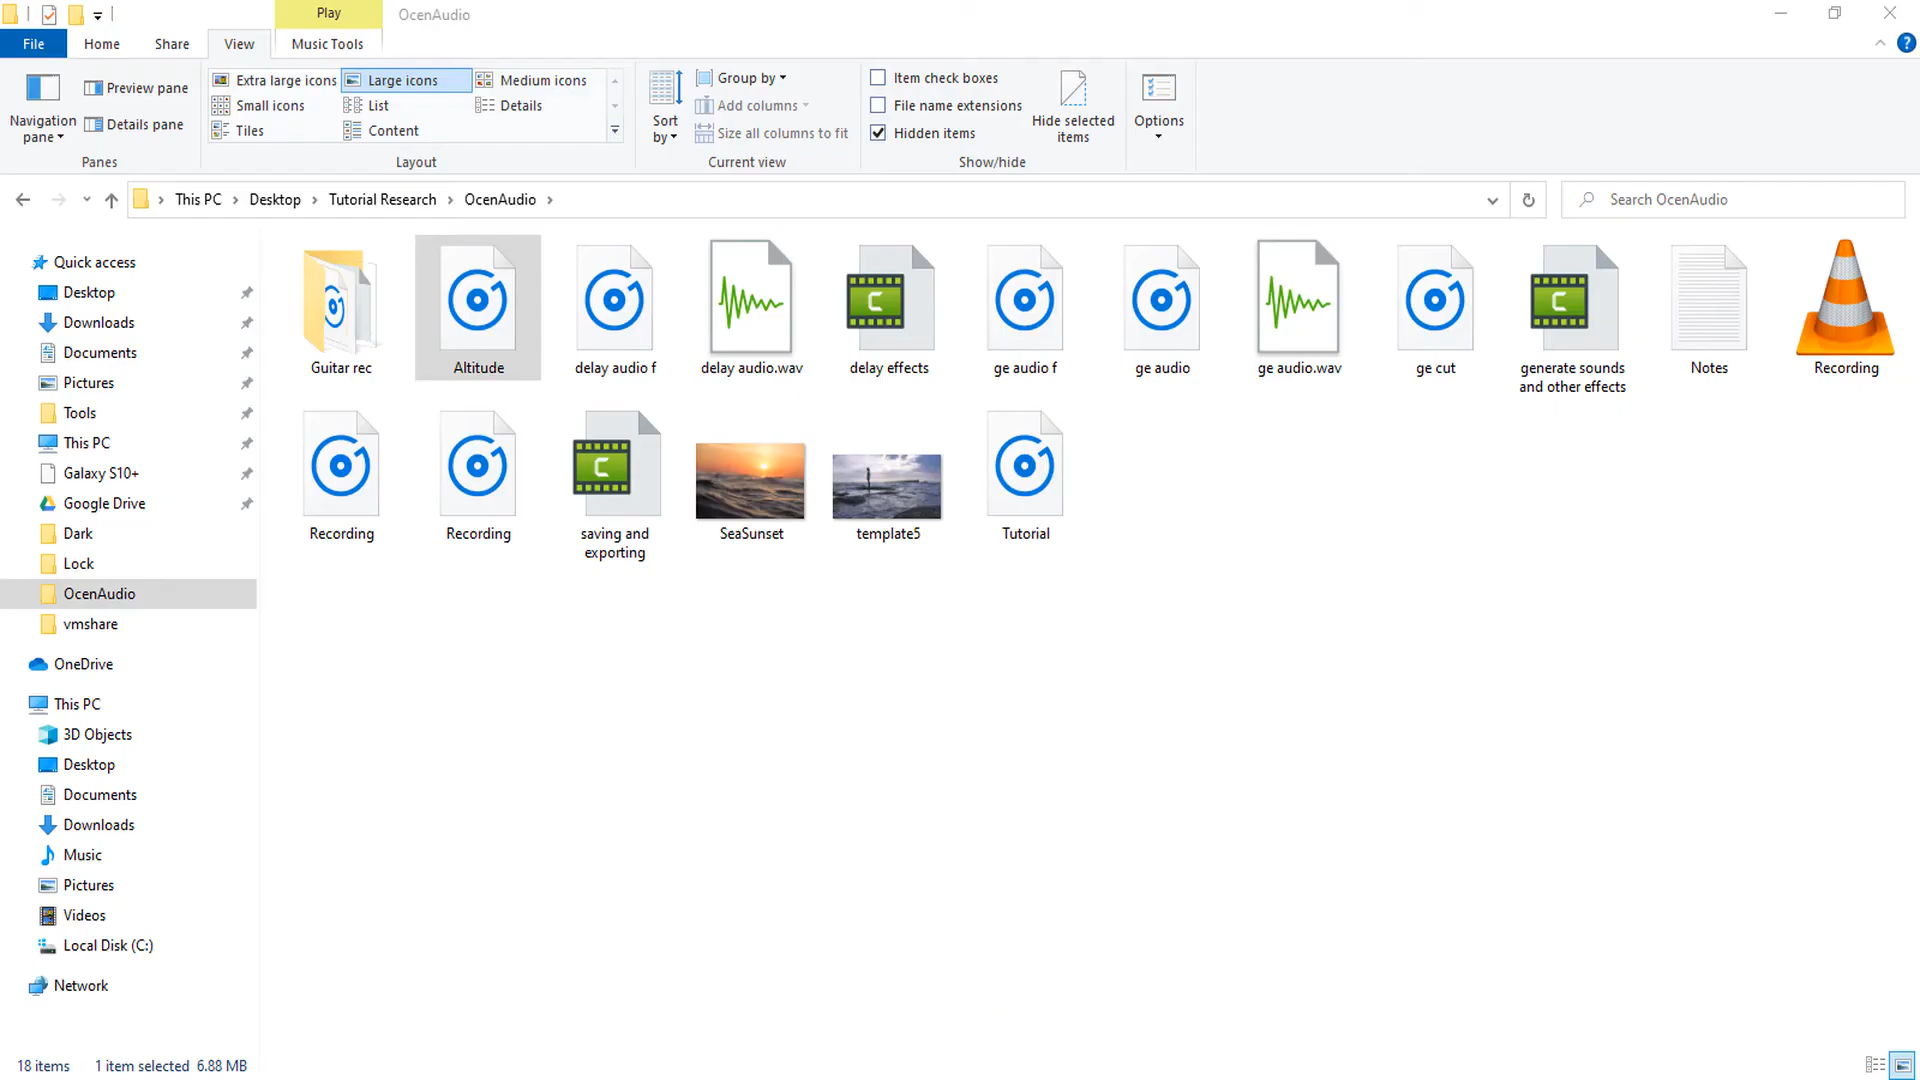 Play
OcenAudio
File
Home
Share
View
Music Tools
Navigation
pane
Preview pane
Details pane
Panes
Extra large icons
Large icons
Medium icons
Small icons
List
Details
Tiles
Content
Layout
Sort
by
Group by
Add columns
Size all columns to fit
Current view
Item check boxes
File name extensions
Hidden items
Hide selected
items
Show/hide
Options
This PC
Desktop
Tutorial Research
OcenAudio
Search OcenAudio
Quick access
Desktop
Downloads
Documents
Pictures
Tools
This PC
Galaxy S10+
Google Drive
Dark
Lock
OcenAudio
vmshare
OneDrive
This PC
3D Objects
Desktop
Documents
Downloads
Music
Pictures
Videos
Local Disk (C:)
Network
Guitar rec
Altitude
delay audio f
delay audio.wav
delay effects
ge audio f
ge audio
ge audio.wav
ge cut
generate sounds
and other effects
Notes
Recording
Recording
Recording
saving and
exporting
SeaSunset
template5
Tutorial
18 items
1 item selected 6.88 MB